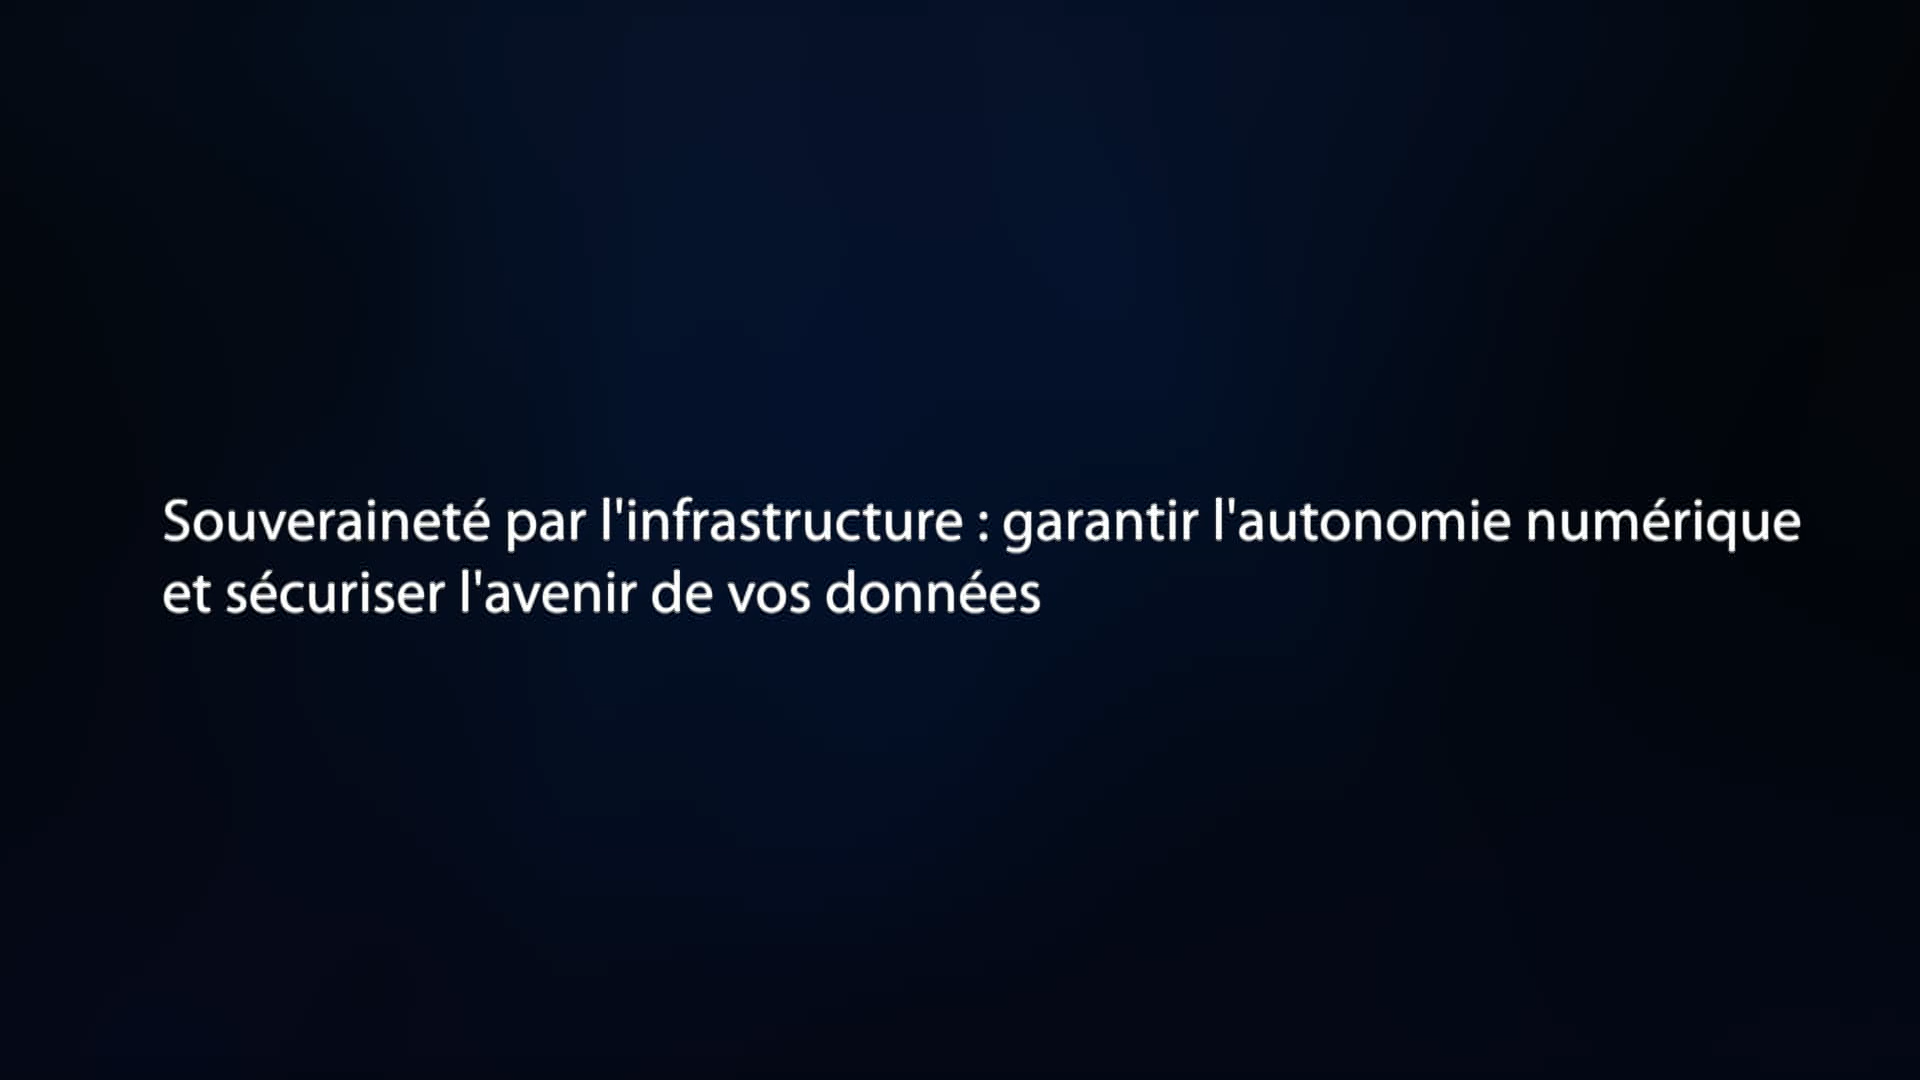 Souveraineté par l'infrastructure : garantir l'autonomie numérique
et sécuriser l'avenir de vos données